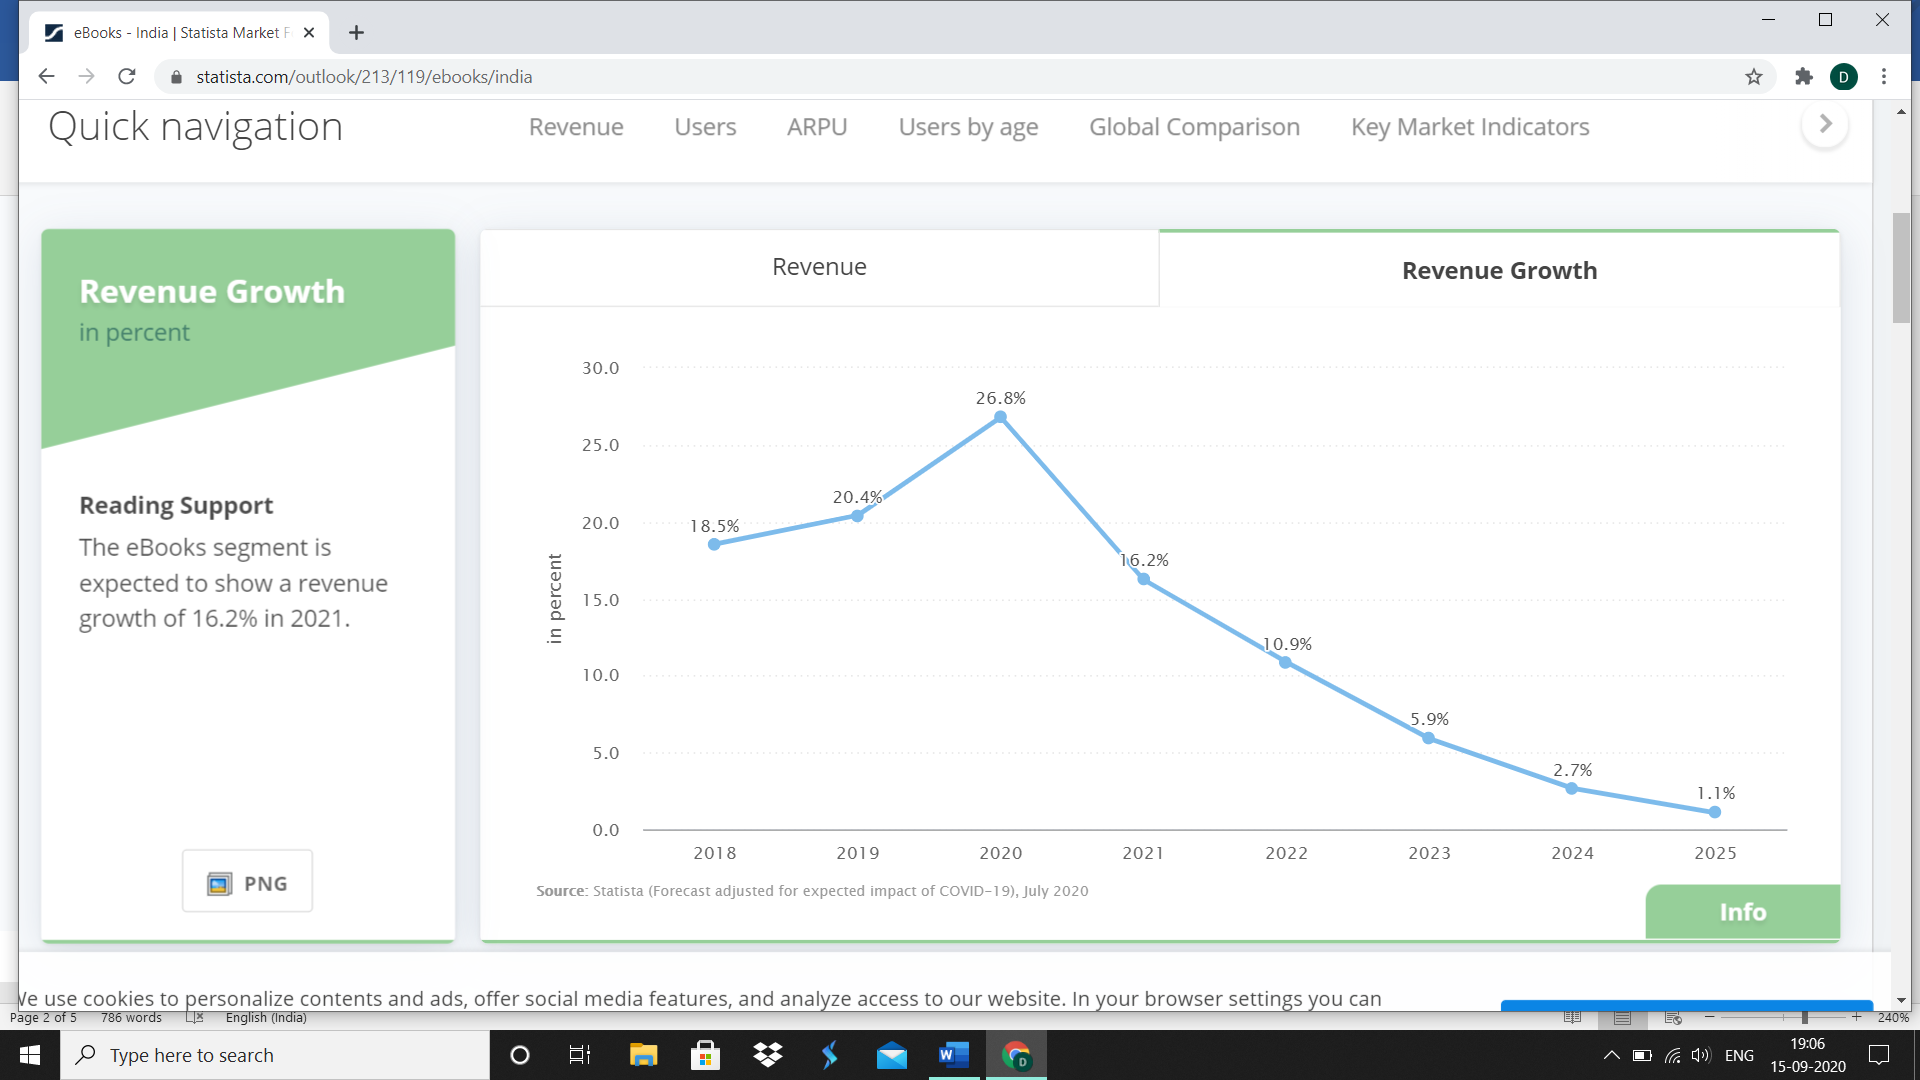 eBooks - India | Statista Market F
statista.com/outlook/213/119/ebooks/india
D
Quick navigation
Revenue
Users
ARPU
Users by age
Global Comparison
Key Market Indicators
Revenue Growth
in percent
Reading Support
The eBooks segment is
expected to show a revenue
growth of 16.2% in 2021.
PNG
Revenue
Revenue Growth
in percent
30.0
25.0
20.0
15.0
10.0
5.0
0.0
18.5%
20.4%
26.8%
16.2%
10.9%
5.9%
2.7%
1.1%
2018
2019
2020
2021
2022
2023
2024
2025
Source: Statista (Forecast adjusted for expected impact of COVID-19), July 2020
Info
We use cookies to personalize contents and ads, offer social media features, and analyze access to our website. In your browser settings you can
Page 2 of 5
786 words
English (India)
240%
Type here to search
W
D
ENG
19:06
15-09-2020